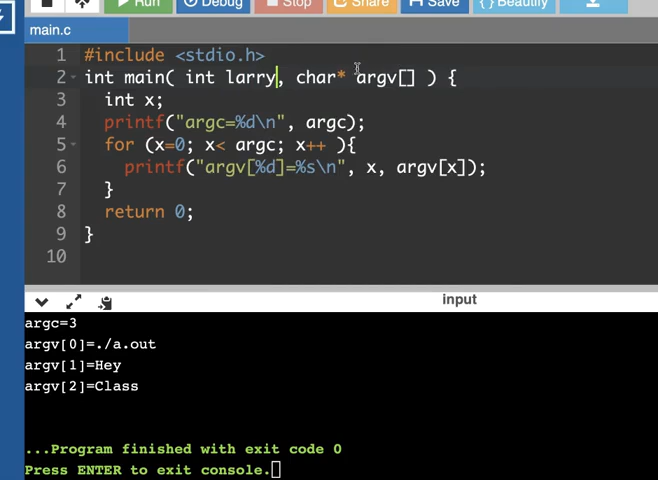 Run Debug Stop Share Save { } Beautify
main.c
1 #include <stdio.h>
2 int main( int larry, char* argv[] ) {
3 int x;
4 printf("argc=%d\n", argc);
5 for (x=0; x< argc; x++ ){
6 printf("argv[%d]=%s\n", x, argv[x]);
7 }
8 return 0;
9 }
10
input
argc=3
argv[0]=./a.out
argv[1]=Hey
argv[2]=Class
...Program finished with exit code 0
Press ENTER to exit console.